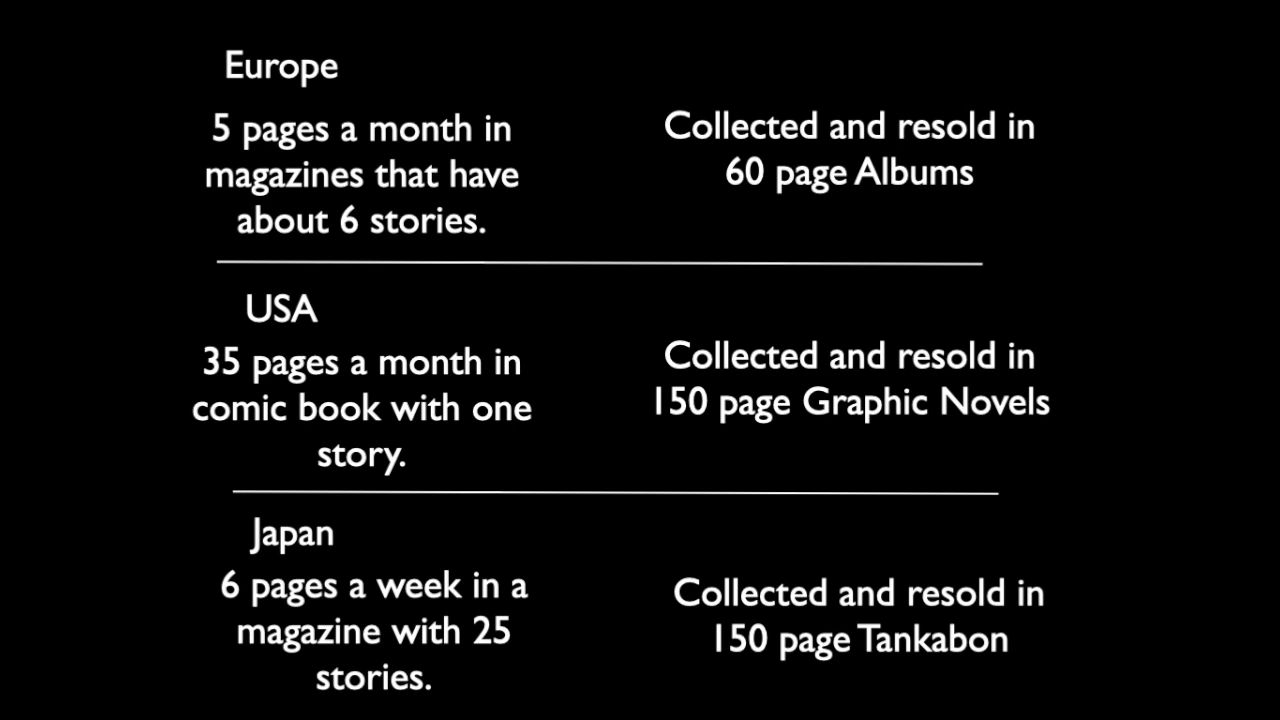 Europe
5 pages a month in
magazines that have
about 6 stories.
Collected and resold in
60 page Albums
USA
35 pages a month in
comic book with one
story.
Collected and resold in
150 page Graphic Novels
Japan
6 pages a week in a
magazine with 25
stories.
Collected and resold in
150 page Tankabon